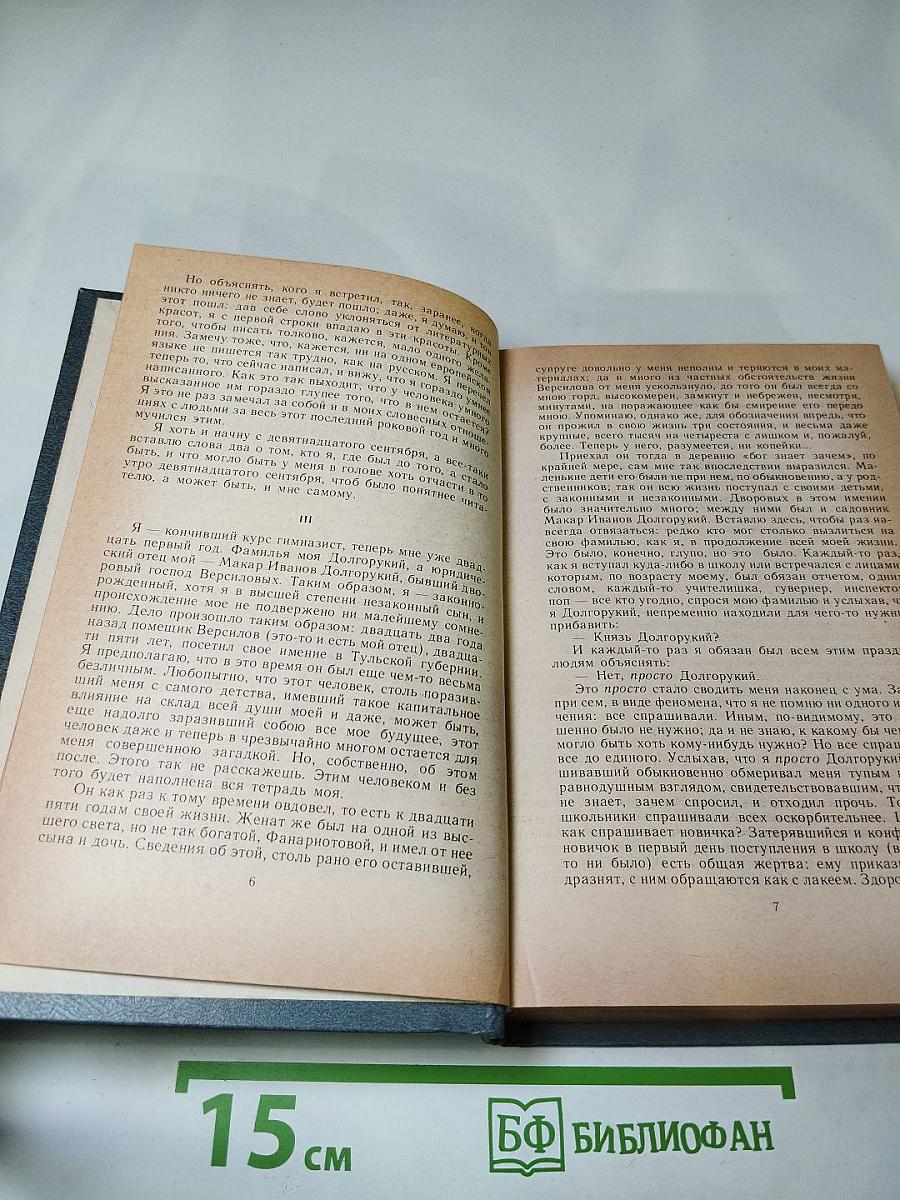 Но объяснять, кого я встретил, так, заранее, когда
никто ничего не знает, будет пошло; даже, я думаю, и тон
этот пошл: дав себе слово уклоняться от литературных
красот, я с первой строки впадаю в эти красоты. Кроме
того, чтобы писать толково, кажется, мало одного жела-
ния. Замечу тоже, что, кажется, ни на одном европейском
языке не пишется так трудно, как на русском. Я перечел
теперь то, что сейчас написал, и вижу, что я гораздо умнее
написанного. Как это так выходит, что у человека умного
высказанное им гораздо глупее того, что в нем остается?
Я это не раз замечал за собой и в моих словесных отноше-
ниях с людьми за весь этот последний роковой год и много
мучился этим.
Я хоть и начну с девятнадцатого сентября, а все-таки
вставлю слова два о том, кто я, где был до того, а стало
быть, и что могло быть у меня в голове хоть отчасти в то
утро девятнадцатого сентября, чтоб было понятнее чита-
телю, а может быть, и мне самому.
III
Я — кончивший курс гимназист, теперь мне уже двад-
цать первый год. Фамилья моя Долгорукий, а юридиче-
ский отец мой — Макар Иванов Долгорукий, бывший дво-
ровый господ Версиловых. Таким образом, я — законно-
рожденный, хотя я в высшей степени незаконный сын, и
происхождение мое не подвержено ни малейшему сомне-
нию. Дело произошло таким образом: двадцать два года
назад помещик Версилов (это-то и есть мой отец), двадца-
ти пяти лет, посетил свое имение в Тульской губернии.
Я предполагаю, что в это время он был еще чем-то весьма
безличным. Любопытно, что этот человек, столь поразив-
ший меня с самого детства, имевший такое капитальное
влияние на склад всей души моей и даже, может быть,
еще надолго заразивший собою все мое будущее, этот
человек даже и теперь в чрезвычайно многом остается для
меня совершенною загадкой. Но, собственно, об этом
после. Этого так не расскажешь. Этим человеком и без
того будет наполнена вся тетрадь моя.
Он как раз к тому времени овдовел, то есть к двадцати
пяти годам своей жизни. Женат же был на одной из выс-
шего света, но не так богатой, Фанариотовой, и имел от нее
сына и дочь. Сведения об этой, столь рано его оставившей,
6
супруге довольно у меня неполны и теряются в моих ма-
териалах; да и много из частных обстоятельств жизни
Версилова от меня ускользнуло, до того он был всегда со
мною горд, высокомерен, замкнут и небрежен, несмотря,
минутами, на поражающее как бы смирение его передо
мною. Упоминаю, однако же, для обозначения впредь, что
он прожил в свою жизнь три состояния, и весьма даже
крупные, всего тысяч на четыреста с лишком и, пожалуй,
более. Теперь у него, разумеется, ни копейки...
Приехал он тогда в деревню «бог знает зачем», по
крайней мере, сам мне так впоследствии выразился. Ма-
ленькие дети его были не при нем, по обыкновению, а у род-
ственников; так он всю жизнь поступал с своими детьми,
с законными и незаконными. Дворовых в этом имении
было значительно много; между ними был и садовник
Макар Иванов Долгорукий. Вставлю здесь, чтобы раз на-
всегда отвязаться: редко кто мог столько вызлиться на
свою фамилью, как я, в продолжение всей моей жизни.
Это было, конечно, глупо, но это было. Каждый-то раз,
как я вступал куда-либо в школу или встречался с лицами,
которым, по возрасту моему, был обязан отчетом, одни
словом, каждый-то учителишка, гувернер, инспекто
поп — все кто угодно, спрося мою фамилью и услыхав, ч
я Долгорукий, непременно находили для чего-то нужн
прибавить:
— Князь Долгорукий?
И каждый-то раз я обязан был всем этим празд
людям объяснять:
— Нет, просто Долгорукий.
Это просто стало сводить меня наконец с ума. За
при сем, в виде феномена, что я не помню ни одного и
чения: все спрашивали. Иным, по-видимому, это
шенно было не нужно; да и не знаю, к какому бы че
могло быть хоть кому-нибудь нужно? Но все спраш
все до единого. Услыхав, что я просто Долгорукий
шивавший обыкновенно обмеривал меня тупым и
равнодушным взглядом, свидетельствовавшим, чт
не знает, зачем спросил, и отходил прочь. То
школьники спрашивали всех оскорбительнее.
как спрашивает новичка? Затерявшийся и конф
новичок в первый день поступления в школу (в
то ни было) есть общая жертва: ему приказ
дразнят, с ним обращаются как с лакеем. Здоро
7
15 см
БФ БИБЛИОФАН